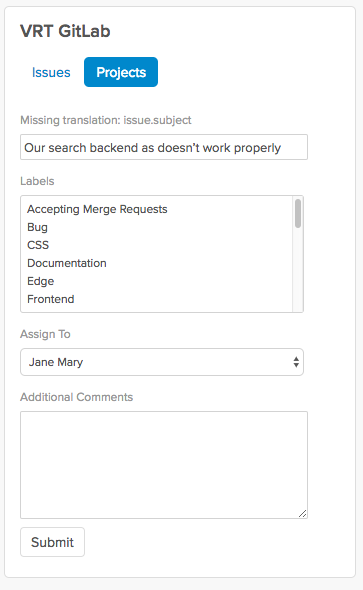 VRT GitLab
Issues Projects
Missing translation: issue.subject
Our search backend as doesn't work properly
Labels
Accepting Merge Requests
Bug
CSS
Documentation
Edge
Frontend
Assign To
Jane Mary
Additional Comments
Submit